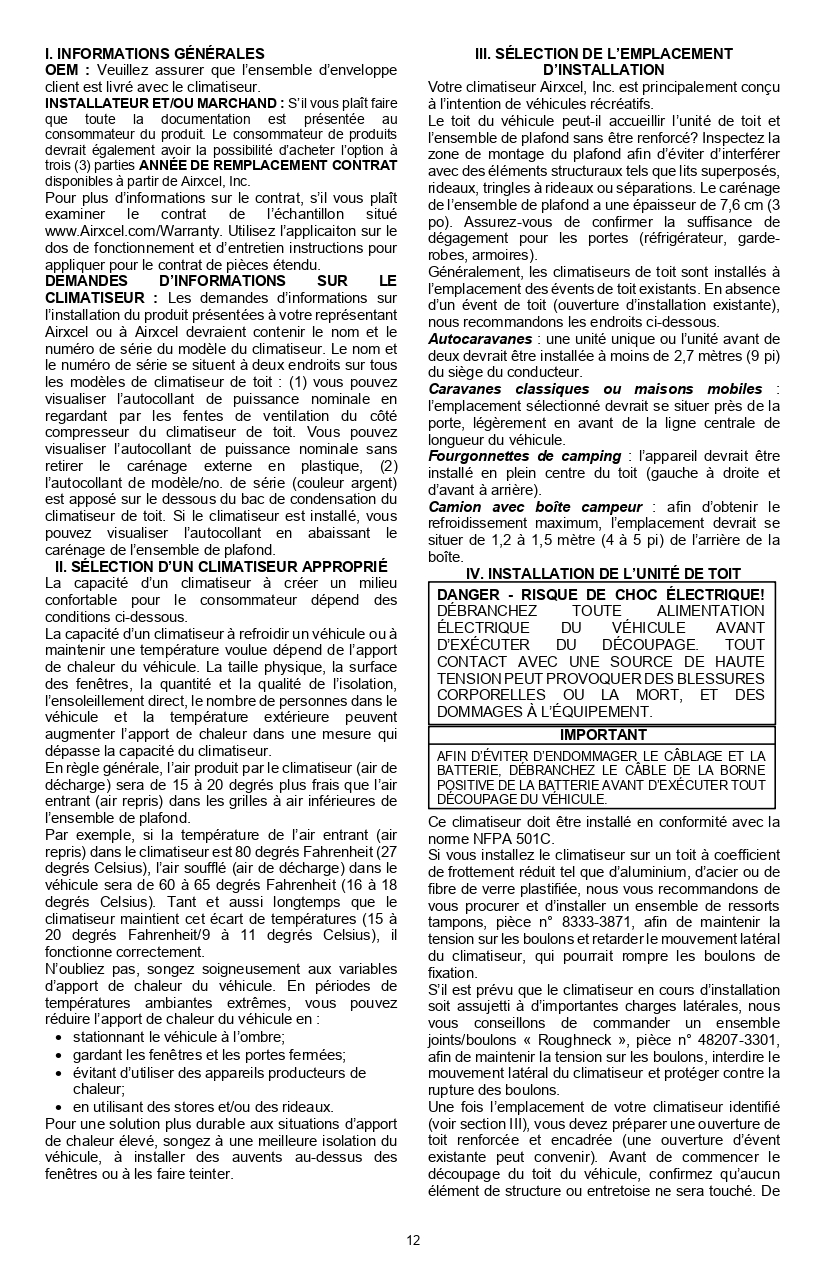 I. INFORMATIONS GÉNÉRALES
OEM : Veuillez assurer que l’ensemble d’enveloppe
client est livré avec le climatiseur.
INSTALLATEUR ET/OU MARCHAND : S’il vous plaît faire
que toute la documentation est présentée au
consommateur du produit. Le consommateur de produits
devrait également avoir la possibilité d’acheter l’option à
trois (3) parties ANNÉE DE REMPLACEMENT CONTRAT
disponibles à partir de Airxcel, Inc.
Pour plus d’informations sur le contrat, s’il vous plaît
examiner le contrat de l’échantillon situé
www.Airxcel.com/Warranty. Utilisez l’applicaiton sur le
dos de fonctionnement et d’entretien instructions pour
appliquer pour le contrat de pièces étendu.
DEMANDES D’INFORMATIONS SUR LE
CLIMATISEUR : Les demandes d’informations sur
l’installation du produit présentées à votre représentant
Airxcel ou à Airxcel devraient contenir le nom et le
numéro de série du modèle du climatiseur. Le nom et
le numéro de série se situent à deux endroits sur tous
les modèles de climatiseur de toit : (1) vous pouvez
visualiser l’autocollant de puissance nominale en
regardant par les fentes de ventilation du côté
compresseur du climatiseur de toit. Vous pouvez
visualiser l’autocollant de puissance nominale sans
retirer le carénage externe en plastique, (2)
l’autocollant de modèle/no. de série (couleur argent)
est apposé sur le dessous du bac de condensation du
climatiseur de toit. Si le climatiseur est installé, vous
pouvez visualiser l’autocollant en abaissant le
carénage de l’ensemble de plafond.
II. SÉLECTION D’UN CLIMATISEUR APPROPRIÉ
La capacité d’un climatiseur à créer un milieu
confortable pour le consommateur dépend des
conditions ci-dessous.
La capacité d’un climatiseur à refroidir un véhicule ou à
maintenir une température voulue dépend de l’apport
de chaleur du véhicule. La taille physique, la surface
des fenêtres, la quantité et la qualité de l’isolation,
l’ensoleillement direct, le nombre de personnes dans le
véhicule et la température extérieure peuvent
augmenter l’apport de chaleur dans une mesure qui
dépasse la capacité du climatiseur.
En règle générale, l’air produit par le climatiseur (air de
décharge) sera de 15 à 20 degrés plus frais que l’air
entrant (air repris) dans les grilles à air inférieures de
l’ensemble de plafond.
Par exemple, si la température de l’air entrant (air
repris) dans le climatiseur est 80 degrés Fahrenheit (27
degrés Celsius), l’air soufflé (air de décharge) dans le
véhicule sera de 60 à 65 degrés Fahrenheit (16 à 18
degrés Celsius). Tant et aussi longtemps que le
climatiseur maintient cet écart de températures (15 à
20 degrés Fahrenheit/9 à 11 degrés Celsius), il
fonctionne correctement.
N’oubliez pas, songez soigneusement aux variables
d’apport de chaleur du véhicule. En périodes de
températures ambiantes extrêmes, vous pouvez
réduire l’apport de chaleur du véhicule en :
• stationnant le véhicule à l’ombre;
• gardant les fenêtres et les portes fermées;
• évitant d’utiliser des appareils producteurs de
chaleur;
• en utilisant des stores et/ou des rideaux.
Pour une solution plus durable aux situations d’apport
de chaleur élevé, songez à une meilleure isolation du
véhicule, à installer des auvents au-dessus des
fenêtres ou à les faire teinter.
III. SÉLECTION DE L’EMPLACEMENT
D’INSTALLATION
Votre climatiseur Airxcel, Inc. est principalement conçu
à l’intention de véhicules récréatifs.
Le toit du véhicule peut-il accueillir l’unité de toit et
l’ensemble de plafond sans être renforcé? Inspectez la
zone de montage du plafond afin d’éviter d’interférer
avec des éléments structuraux tels que lits superposés,
rideaux, tringles à rideaux ou séparations. Le carénage
de l’ensemble de plafond a une épaisseur de 7,6 cm (3
po). Assurez-vous de confirmer la suffisance de
dégagement pour les portes (réfrigérateur, garde-
robes, armoires).
Généralement, les climatiseurs de toit sont installés à
l’emplacement des évents de toit existants. En absence
d’un évent de toit (ouverture d’installation existante),
nous recommandons les endroits ci-dessous.
Autocaravanes : une unité unique ou l’unité avant de
deux devrait être installée à moins de 2,7 mètres (9 pi)
du siège du conducteur.
Caravanes classiques ou maisons mobiles :
l’emplacement sélectionné devrait se situer près de la
porte, légèrement en avant de la ligne centrale de
longueur du véhicule.
Fourgonnettes de camping : l’appareil devrait être
installé en plein centre du toit (gauche à droite et
d’avant à arrière).
Camion avec boîte campeur : afin d’obtenir le
refroidissement maximum, l’emplacement devrait se
situer de 1,2 à 1,5 mètre (4 à 5 pi) de l’arrière de la
boîte.
IV. INSTALLATION DE L’UNITÉ DE TOIT
DANGER - RISQUE DE CHOC ÉLECTRIQUE!
DÉBRANCHEZ TOUTE ALIMENTATION
ÉLECTRIQUE DU VÉHICULE AVANT
D’EXÉCUTER DU DÉCOUPAGE. TOUT
CONTACT AVEC UNE SOURCE DE HAUTE
TENSION PEUT PROVOQUER DES BLESSURES
CORPORELLES OU LA MORT, ET DES
DOMMAGES À L’ÉQUIPEMENT.
IMPORTANT
AFIN D’ÉVITER D’ENDOMMAGER LE CÂBLAGE ET LA
BATTERIE, DÉBRANCHEZ LE CÂBLE DE LA BORNE
POSITIVE DE LA BATTERIE AVANT D’EXÉCUTER TOUT
DÉCOUPAGE DU VÉHICULE.
Ce climatiseur doit être installé en conformité avec la
norme NFPA 501C.
Si vous installez le climatiseur sur un toit à coefficient
de frottement réduit tel que d’aluminium, d’acier ou de
fibre de verre plastifiée, nous vous recommandons de
vous procurer et d’installer un ensemble de ressorts
tampons, pièce n° 8333-3871, afin de maintenir la
tension sur les boulons et retarder le mouvement latéral
du climatiseur, qui pourrait rompre les boulons de
fixation.
S’il est prévu que le climatiseur en cours d’installation
soit assujetti à d’importantes charges latérales, nous
vous conseillons de commander un ensemble
joints/boulons « Roughneck », pièce n° 48207-3301,
afin de maintenir la tension sur les boulons, interdire le
mouvement latéral du climatiseur et protéger contre la
rupture des boulons.
Une fois l’emplacement de votre climatiseur identifié
(voir section III), vous devez préparer une ouverture de
toit renforcée et encadrée (une ouverture d’évent
existante peut convenir). Avant de commencer le
découpage du toit du véhicule, confirmez qu’aucun
élément de structure ou entretoise ne sera touché. De
12